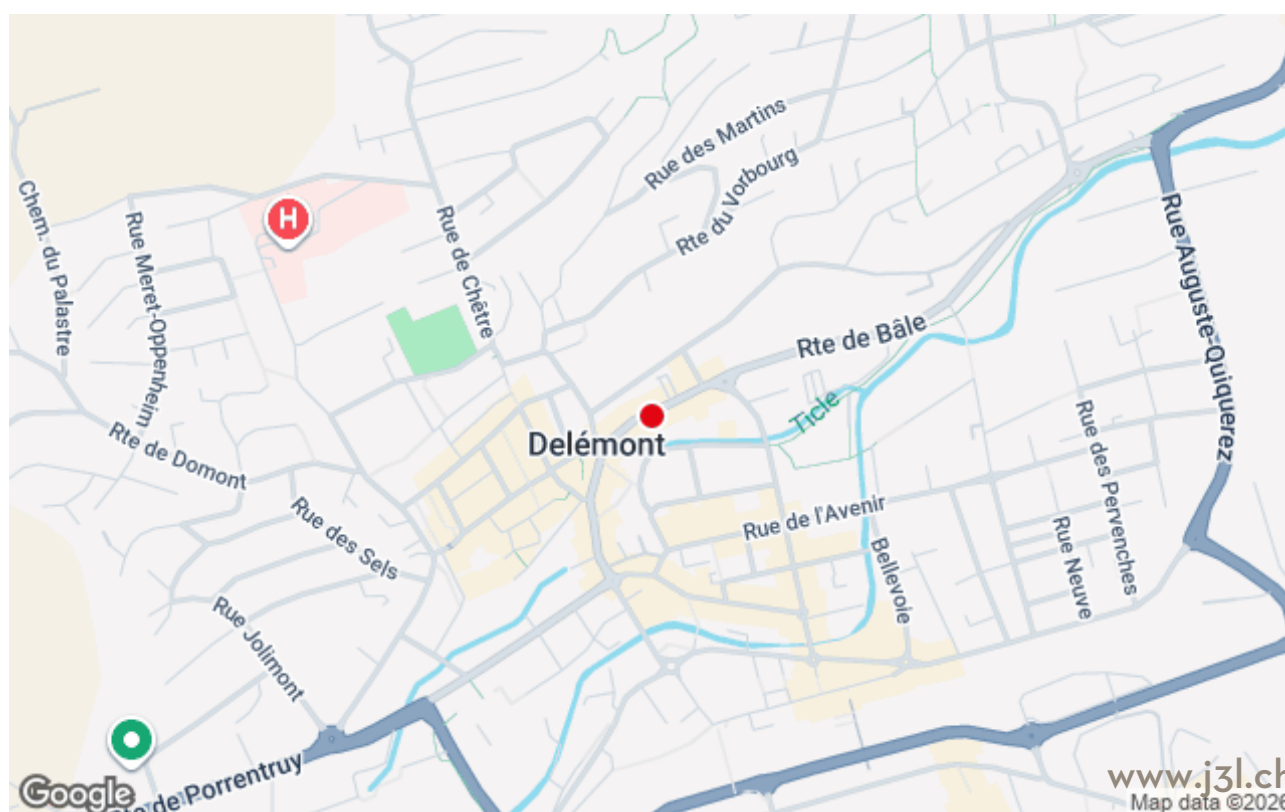 Rue des Martins
Rte du Vorbourg
H
Chem. du Palastre
Rue Meret-Oppenheim
Rue de Chêtre
Rue Auguste-Quiquerez
Rte de Bâle
Ticle
Delémont
Rte de Domont
Rue des Sels
Rue de l'Avenir
Rue des Pervenches
Rue Neuve
Bellevoie
Rue Jolimont
de Porrentruy
Google
www.j3l.ch
Map data